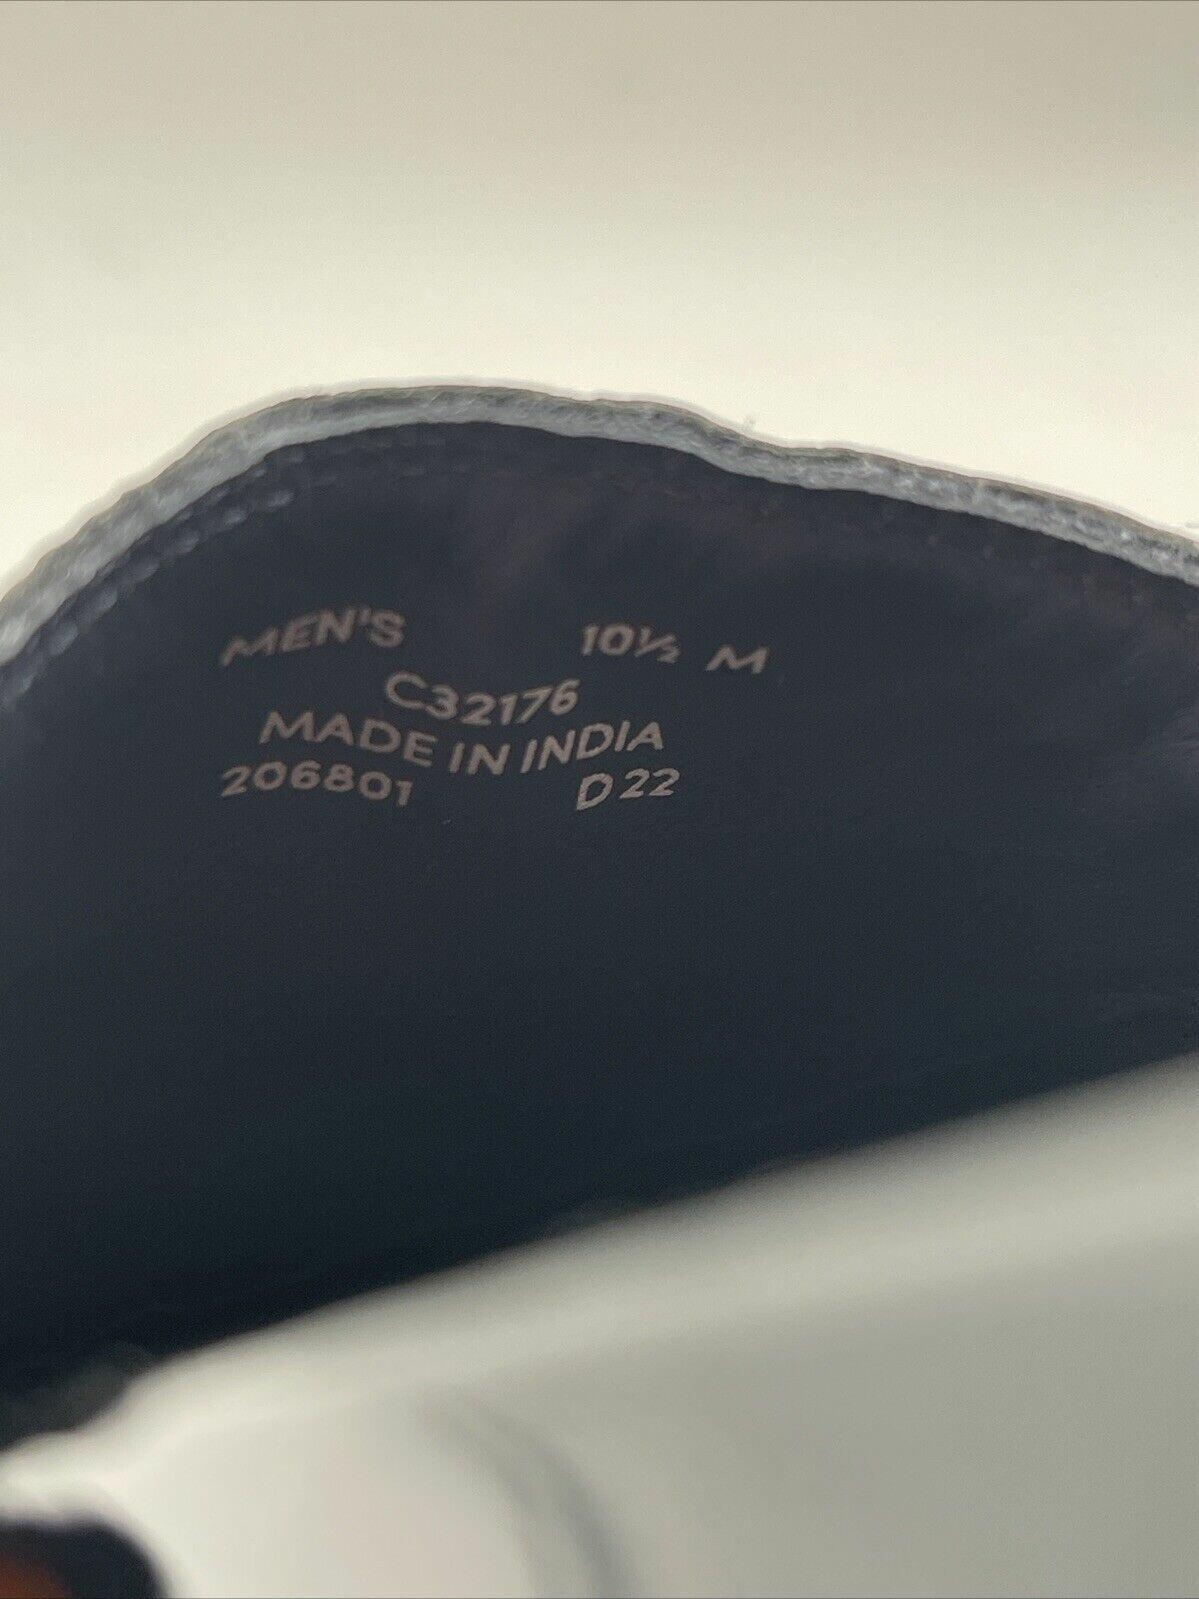 MEN'S 10½ M
C32176
MADE IN INDIA
206801 D22